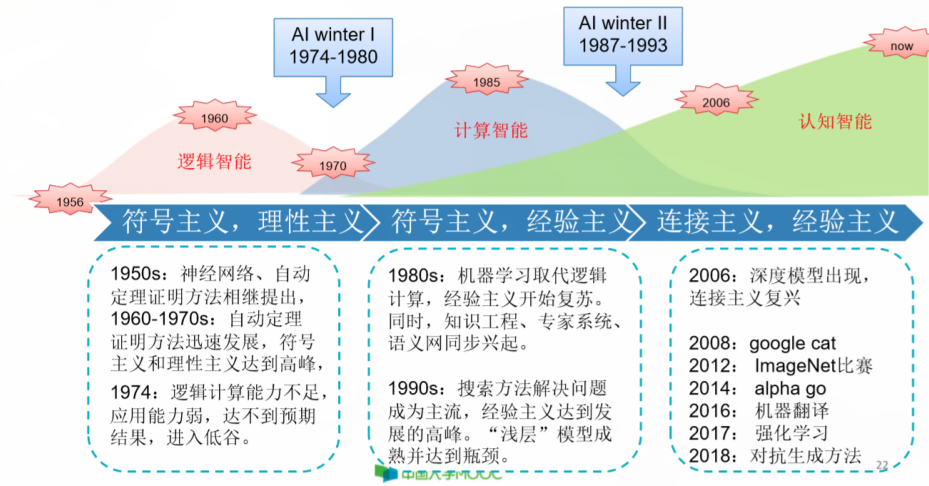 AI winter I
1974-1980
AI winter II
1987-1993
now
1985
2006
1960
计算智能
认知智能
逻辑智能
1970
1956
符号主义，理性主义
符号主义，经验主义
连接主义，经验主义
1950s：神经网络、自动
定理证明方法相继提出，
1960-1970s：自动定理
证明方法迅速发展，符号
主义和理性主义达到高峰，
1974：逻辑计算能力不足，
应用能力弱，达不到预期
结果，进入低谷。
1980s：机器学习取代逻辑
计算，经验主义开始复苏。
同时，知识工程、专家系统、
语义网同步兴起。
1990s：搜索方法解决问题
成为主流，经验主义达到发
展的高峰。“浅层”模型成
熟并达到瓶颈。
2006：深度模型出现，
连接主义复兴
2008：google cat
2012： ImageNet比赛
2014： alpha go
2016： 机器翻译
2017： 强化学习
2018：对抗生成方法
22
中国大学MOOC